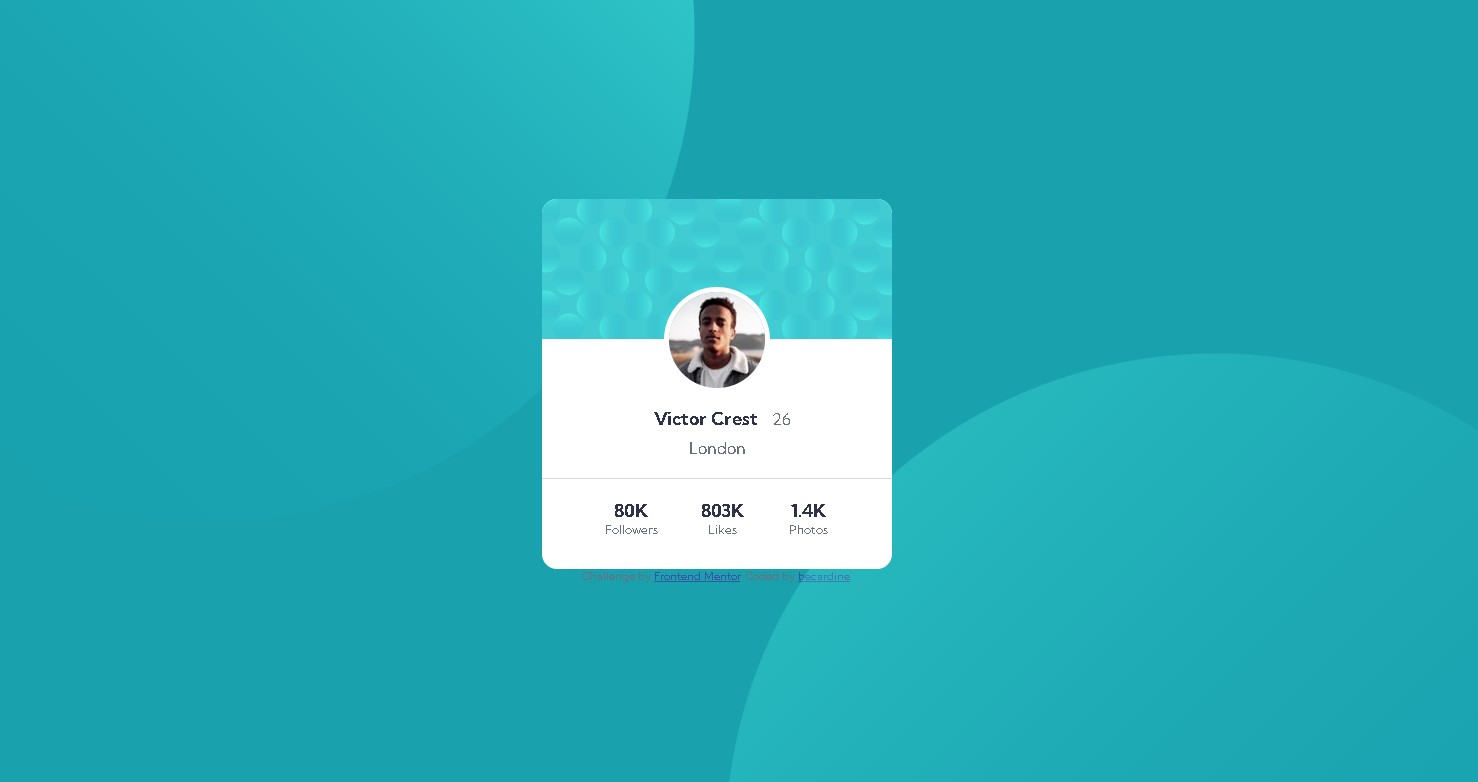 Victor Crest 26
London
80K 803K 1.4K
Followers Likes Photos
Challenge by Frontend Mentor. Coded by becardine.